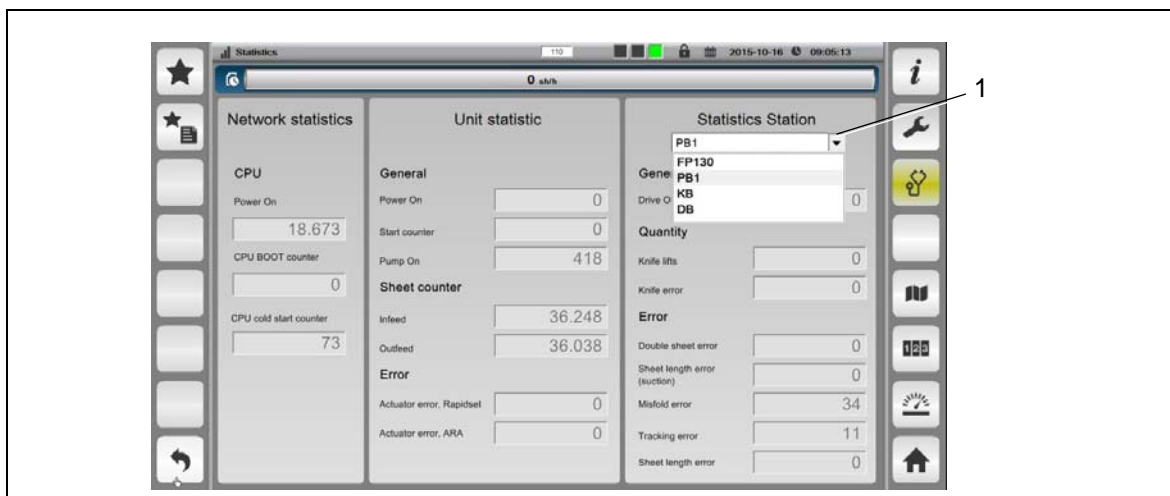 Statistics
110
2015-10-16 09:05:13
0 sh/h
1
Network statistics
CPU
Power On
18.673
CPU BOOT counter
0
CPU cold start counter
73
Unit statistic
General
Power On 0
Start counter 0
Pump On 418
Sheet counter
Infeed 36.248
Outfeed 36.038
Error
Actuator error, Rapidset 0
Actuator error, ARA 0
Statistics Station
PB1
FP130
PB1
KB
DB
Gene
Drive O 0
Quantity
Knife lifts 0
Knife error 0
Error
Double sheet error 0
Sheet length error
(suction) 0
Misfold error 34
Tracking error 11
Sheet length error 0
i
123